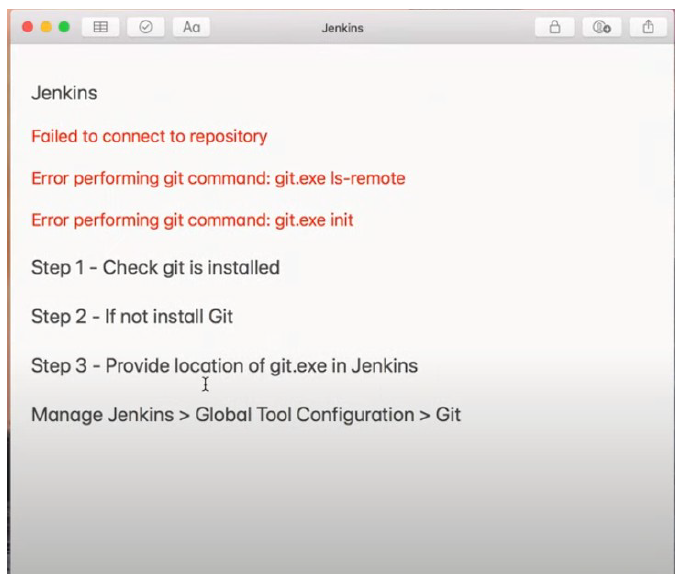 Aa
Jenkins
Jenkins
Failed to connect to repository
Error performing git command: git.exe ls-remote
Error performing git command: git.exe init
Step 1 - Check git is installed
Step 2 - If not install Git
Step 3 - Provide location of git.exe in Jenkins
Manage Jenkins > Global Tool Configuration > Git